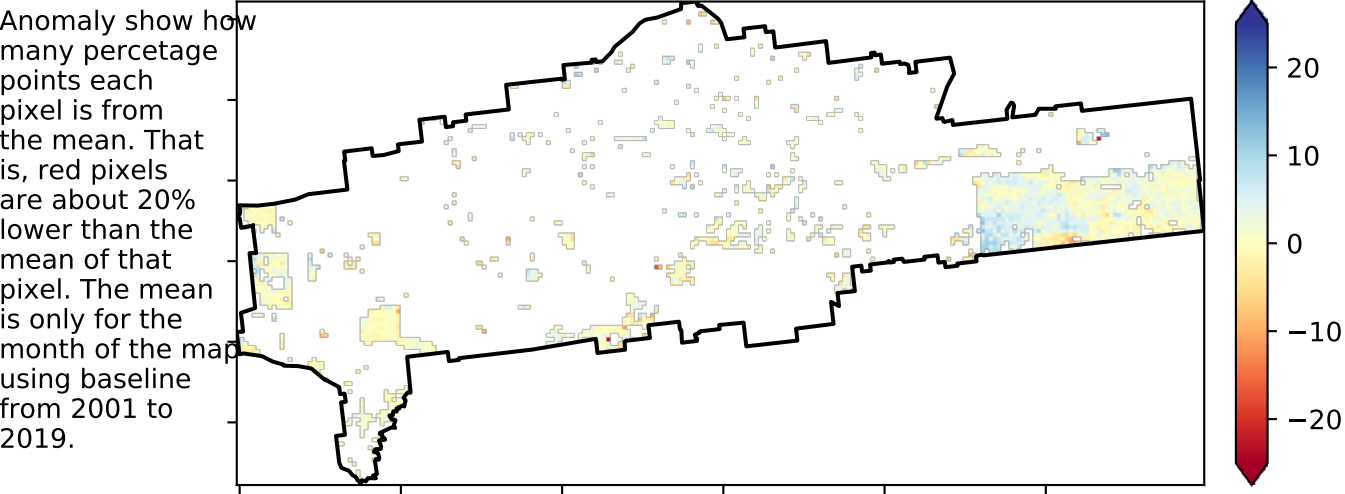 Anomaly show how
many percetage
points each
pixel is from
the mean. That
is, red pixels
are about 20%
lower than the
mean of that
pixel. The mean
is only for the
month of the map
using baseline
from 2001 to
2019.
20
10
0
−10
−20